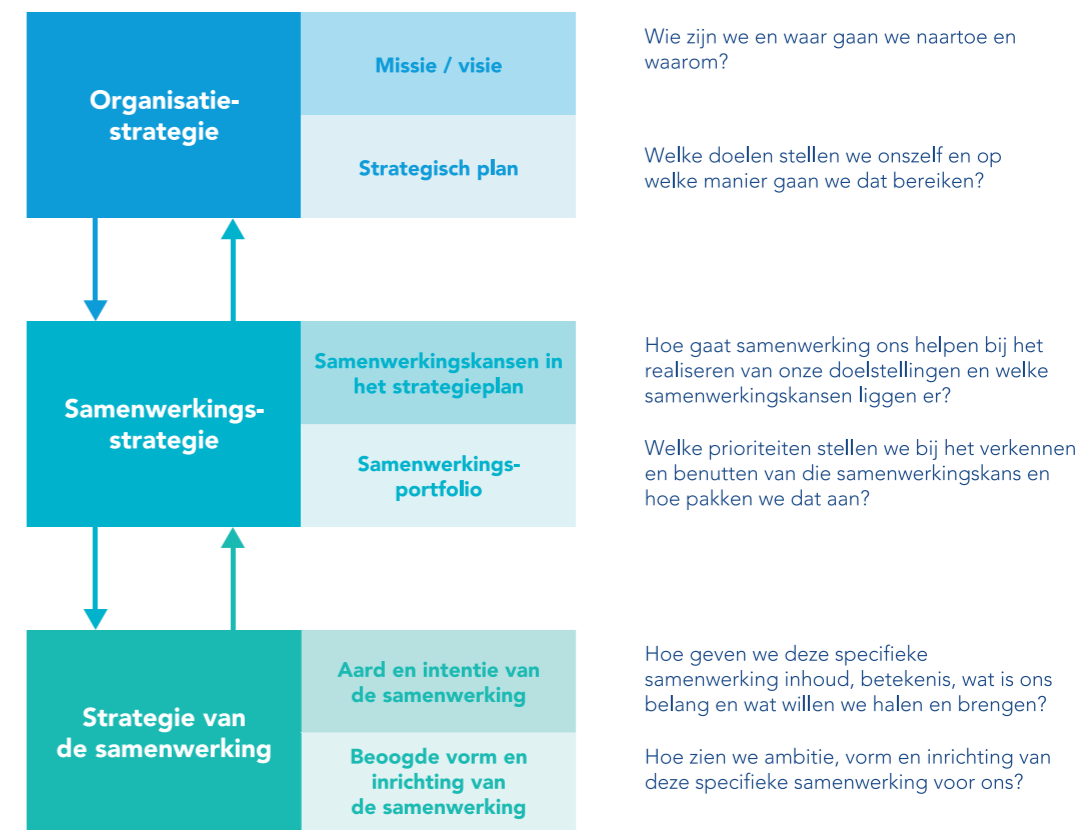 Organisatie-
strategie
Missie / visie
Wie zijn we en waar gaan we naartoe en
waarom?
Strategisch plan
Welke doelen stellen we onszelf en op
welke manier gaan we dat bereiken?
Samenwerkings-
strategie
Samenwerkingskansen in
het strategieplan
Hoe gaat samenwerking ons helpen bij het
realiseren van onze doelstellingen en welke
samenwerkingskansen liggen er?
Samenwerkings-
portfolio
Welke prioriteiten stellen we bij het verkennen
en benutten van die samenwerkingskans en
hoe pakken we dat aan?
Strategie van
de samenwerking
Aard en intentie van
de samenwerking
Hoe geven we deze specifieke
samenwerking inhoud, betekenis, wat is ons
belang en wat willen we halen en brengen?
Beoogde vorm en
inrichting van
de samenwerking
Hoe zien we ambitie, vorm en inrichting van
deze specifieke samenwerking voor ons?